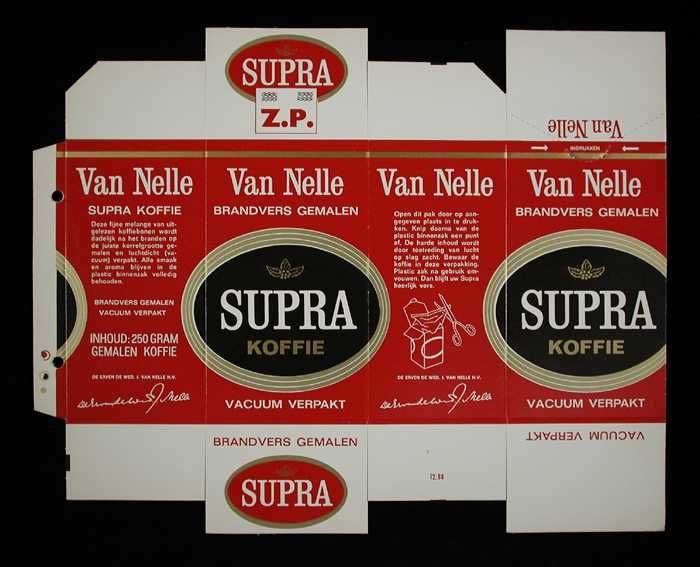 SUPRA
Z.P.
Van Nelle
INDRUKKEN
Van Nelle
SUPRA KOFFIE
Deze fijne melange van uit-
gelezen koffiebonen wordt
dadelijk na het branden op
de juiste korrelgrootte ge-
malen en luchtdicht (va-
cuum) verpakt. Alle smaak
en aroma blijven in de
plastic binnenzak volledig
behouden.
BRANDVERS GEMALEN
VACUUM VERPAKT
INHOUD: 250 GRAM
GEMALEN KOFFIE
DE ERVEN DE WED. J. VAN NELLE N.V.
Van Nelle
BRANDVERS GEMALEN
SUPRA
KOFFIE
VACUUM VERPAKT
BRANDVERS GEMALEN
SUPRA
Van Nelle
Open dit pak door op aan-
gegeven plaats in te druk-
ken. Knip daarna van de
plastic binnenzak een punt
af. De harde inhoud wordt
door toetreding van lucht
op slag zacht. Bewaar de
koffie in deze verpakking.
Plastic zak na gebruik om-
vouwen. Dan blijft uw Supra
heerlijk vers.
DE ERVEN DE WED. J. VAN NELLE N.V.
Van Nelle
BRANDVERS GEMALEN
SUPRA
KOFFIE
VACUUM VERPAKT
VACUUM VERPAKT